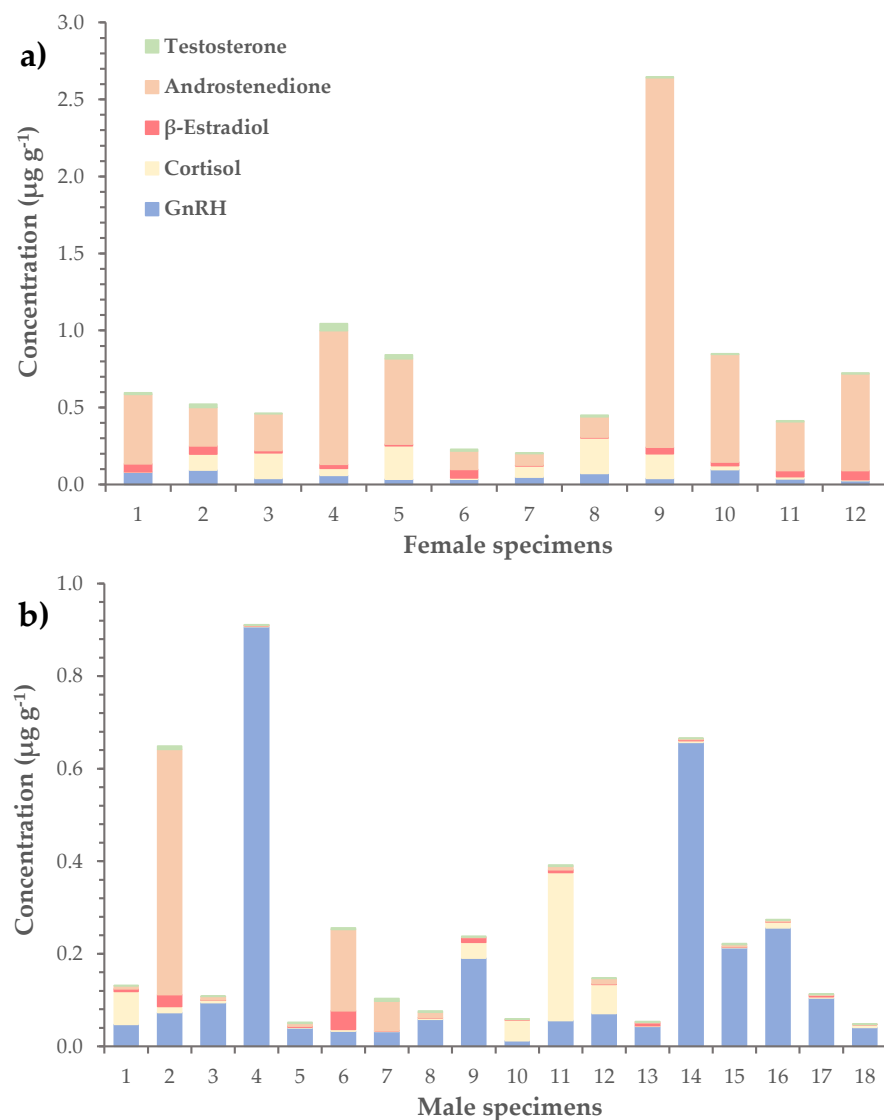 a)
3.0
2.5
2.0
1.5
1.0
0.5
0.0
Concentration (µg g⁻¹)
Testosterone
Androstenedione
β-Estradiol
Cortisol
GnRH
1 2 3 4 5 6 7 8 9 10 11 12
Female specimens
b)
1.0
0.8
0.6
0.4
0.2
0.0
Concentration (µg g⁻¹)
1 2 3 4 5 6 7 8 9 10 11 12 13 14 15 16 17 18
Male specimens